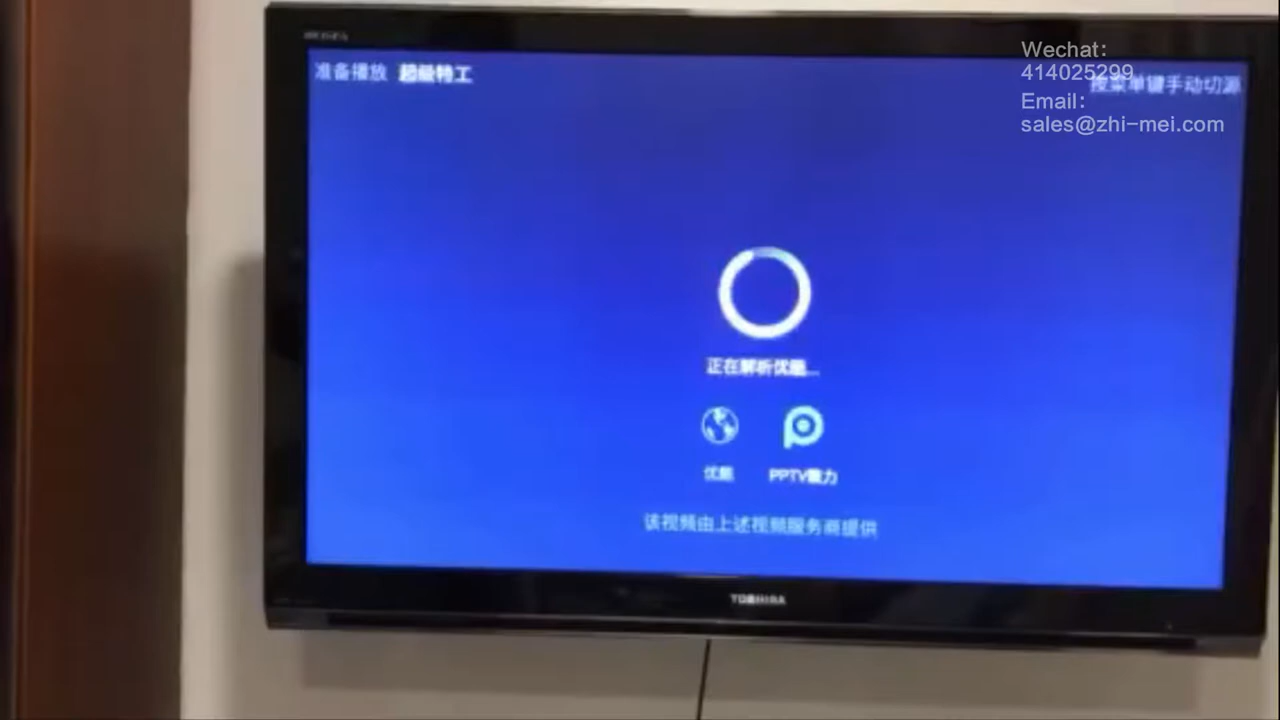 准备播放 超级特工
Wechat:
414025299
按菜单键手动切源
Email:
sales@zhi-mei.com
正在解析优酷...
优酷
PPTV聚力
该视频由上述视频服务商提供
TOSHIBA